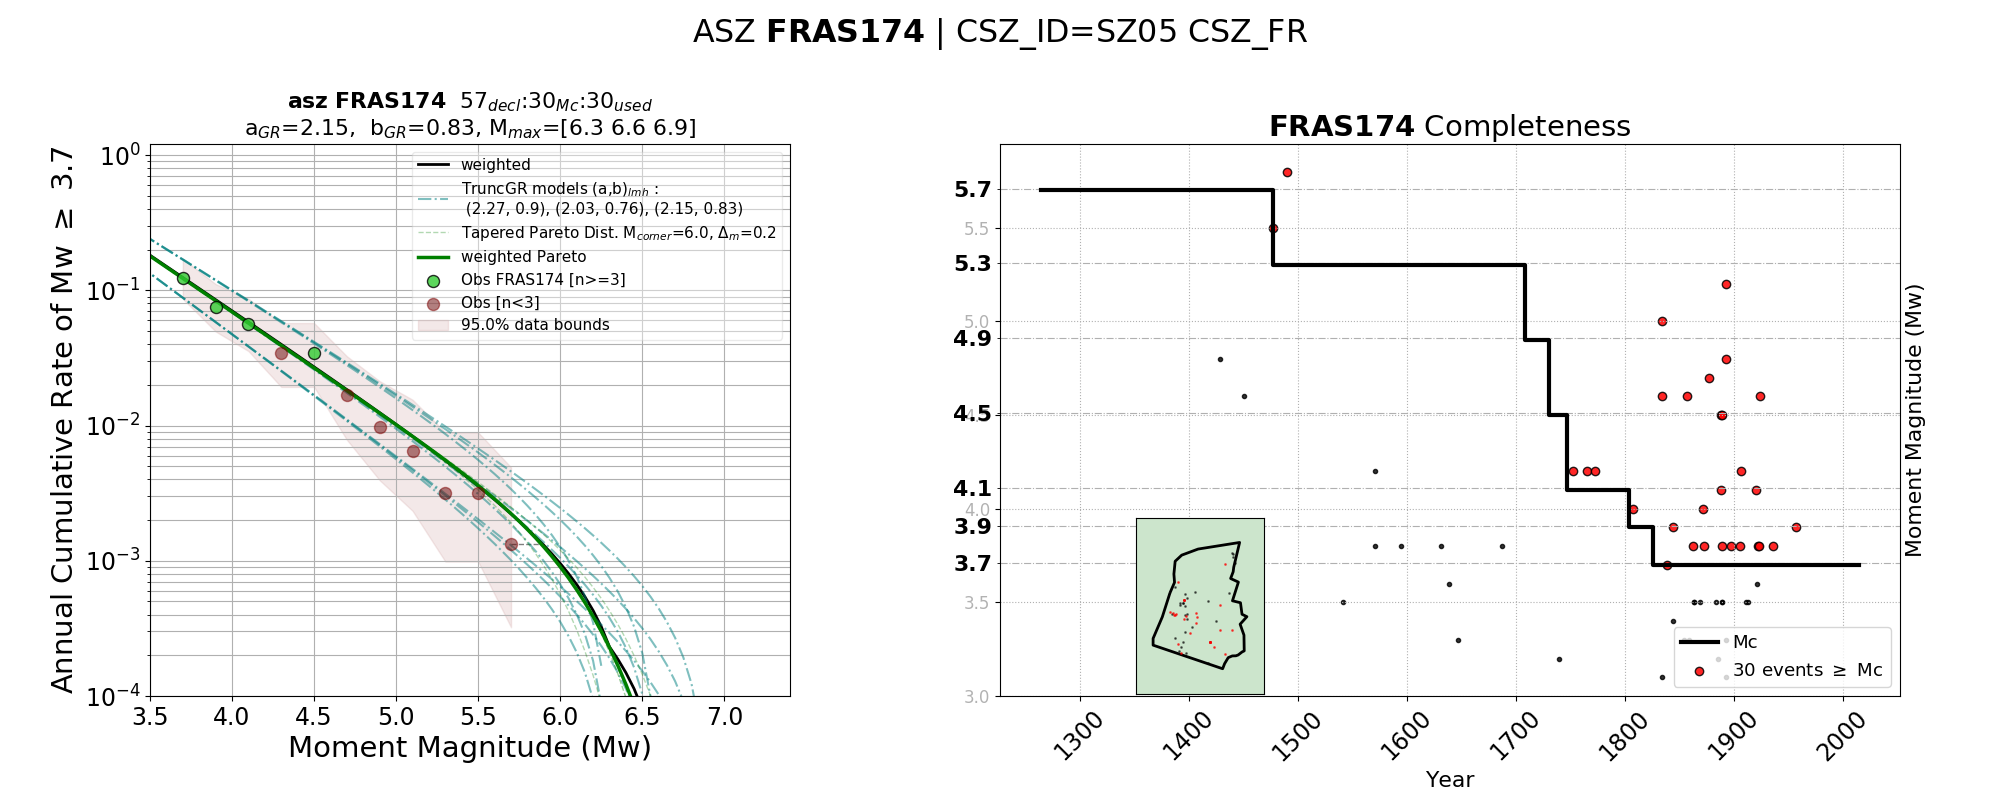 ASZ FRAS174 | CSZ_ID=SZ05 CSZ_FR
asz FRAS174 57decl:30Mc:30used
aGR=2.15, bGR=0.83, Mmax=[6.3 6.6 6.9]
Annual Cumulative Rate of Mw ≥ 3.7
10^0
10^-1
10^-2
10^-3
10^-4
weighted
TruncGR models (a,b)lmh :
(2.27, 0.9), (2.03, 0.76), (2.15, 0.83)
Tapered Pareto Dist. Mcorner=6.0, Δm=0.2
weighted Pareto
Obs FRAS174 [n>=3]
Obs [n<3]
95.0% data bounds
3.5 4.0 4.5 5.0 5.5 6.0 6.5 7.0
Moment Magnitude (Mw)
FRAS174 Completeness
5.7
5.5
5.3
5.0
4.9
4.5
4.5
4.1
4.0
3.9
3.7
3.5
3.0
Moment Magnitude (Mw)
Mc
30 events ≥ Mc
1300 1400 1500 1600 1700 1800 1900 2000
Year